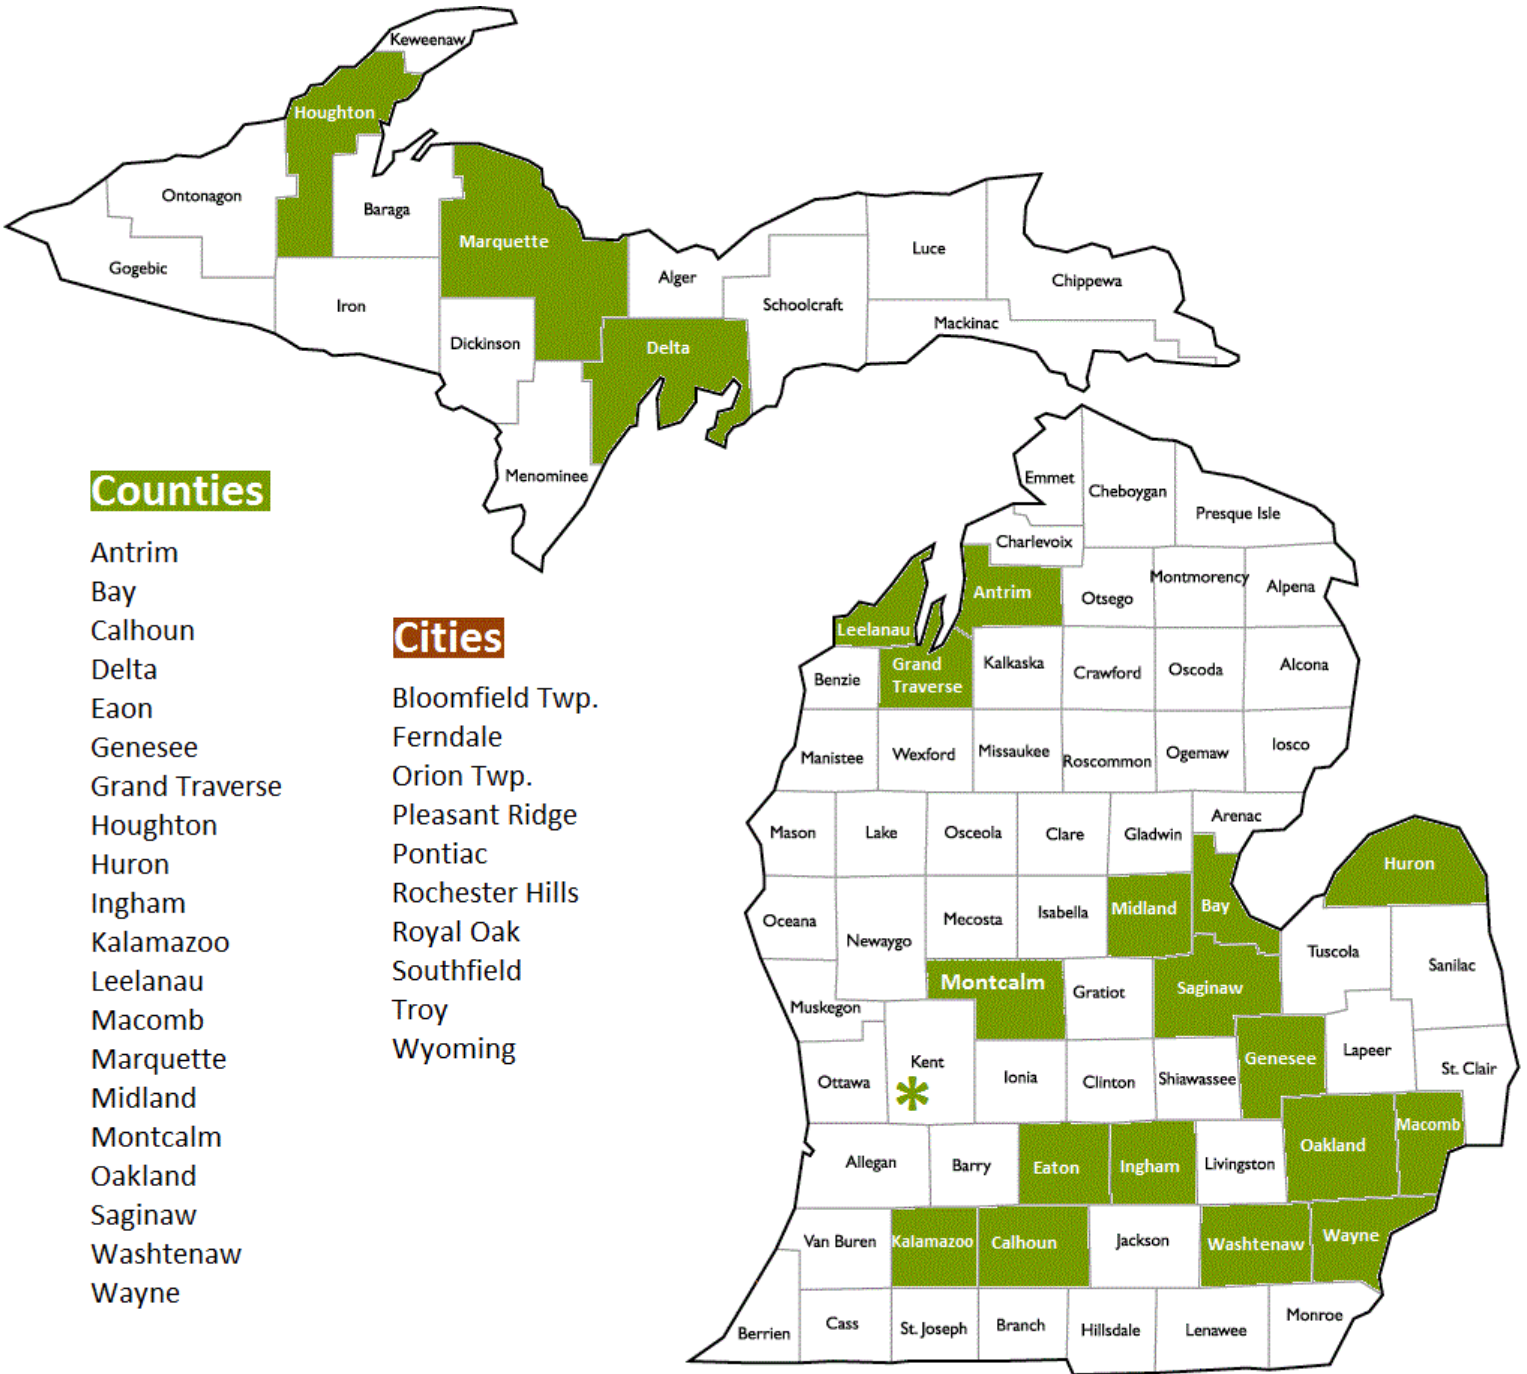 Keweenaw
Houghton
Ontonagon
Baraga
Marquette
Gogebic
Iron
Dickinson
Alger
Delta
Schoolcraft
Luce
Chippewa
Mackinac
Menominee
Counties
Antrim
Bay
Calhoun
Delta
Eaon
Genesee
Grand Traverse
Houghton
Huron
Ingham
Kalamazoo
Leelanau
Macomb
Marquette
Midland
Montcalm
Oakland
Saginaw
Washtenaw
Wayne
Cities
Bloomfield Twp.
Ferndale
Orion Twp.
Pleasant Ridge
Pontiac
Rochester Hills
Royal Oak
Southfield
Troy
Wyoming
Emmet
Cheboygan
Presque Isle
Charlevoix
Antrim
Otsego
Montmorency
Alpena
Leelanau
Benzie
Grand
Traverse
Kalkaska
Crawford
Oscoda
Alcona
Manistee
Wexford
Missaukee
Roscommon
Ogemaw
Iosco
Mason
Lake
Osceola
Clare
Gladwin
Arenac
Huron
Oceana
Newaygo
Mecosta
Isabella
Midland
Bay
Tuscola
Sanilac
Muskegon
Montcalm
Gratiot
Saginaw
Ottawa
Kent
*
Ionia
Clinton
Shiawassee
Genesee
Lapeer
St. Clair
Allegan
Barry
Eaton
Ingham
Livingston
Oakland
Macomb
Van Buren
Kalamazoo
Calhoun
Jackson
Washtenaw
Wayne
Berrien
Cass
St. Joseph
Branch
Hillsdale
Lenawee
Monroe